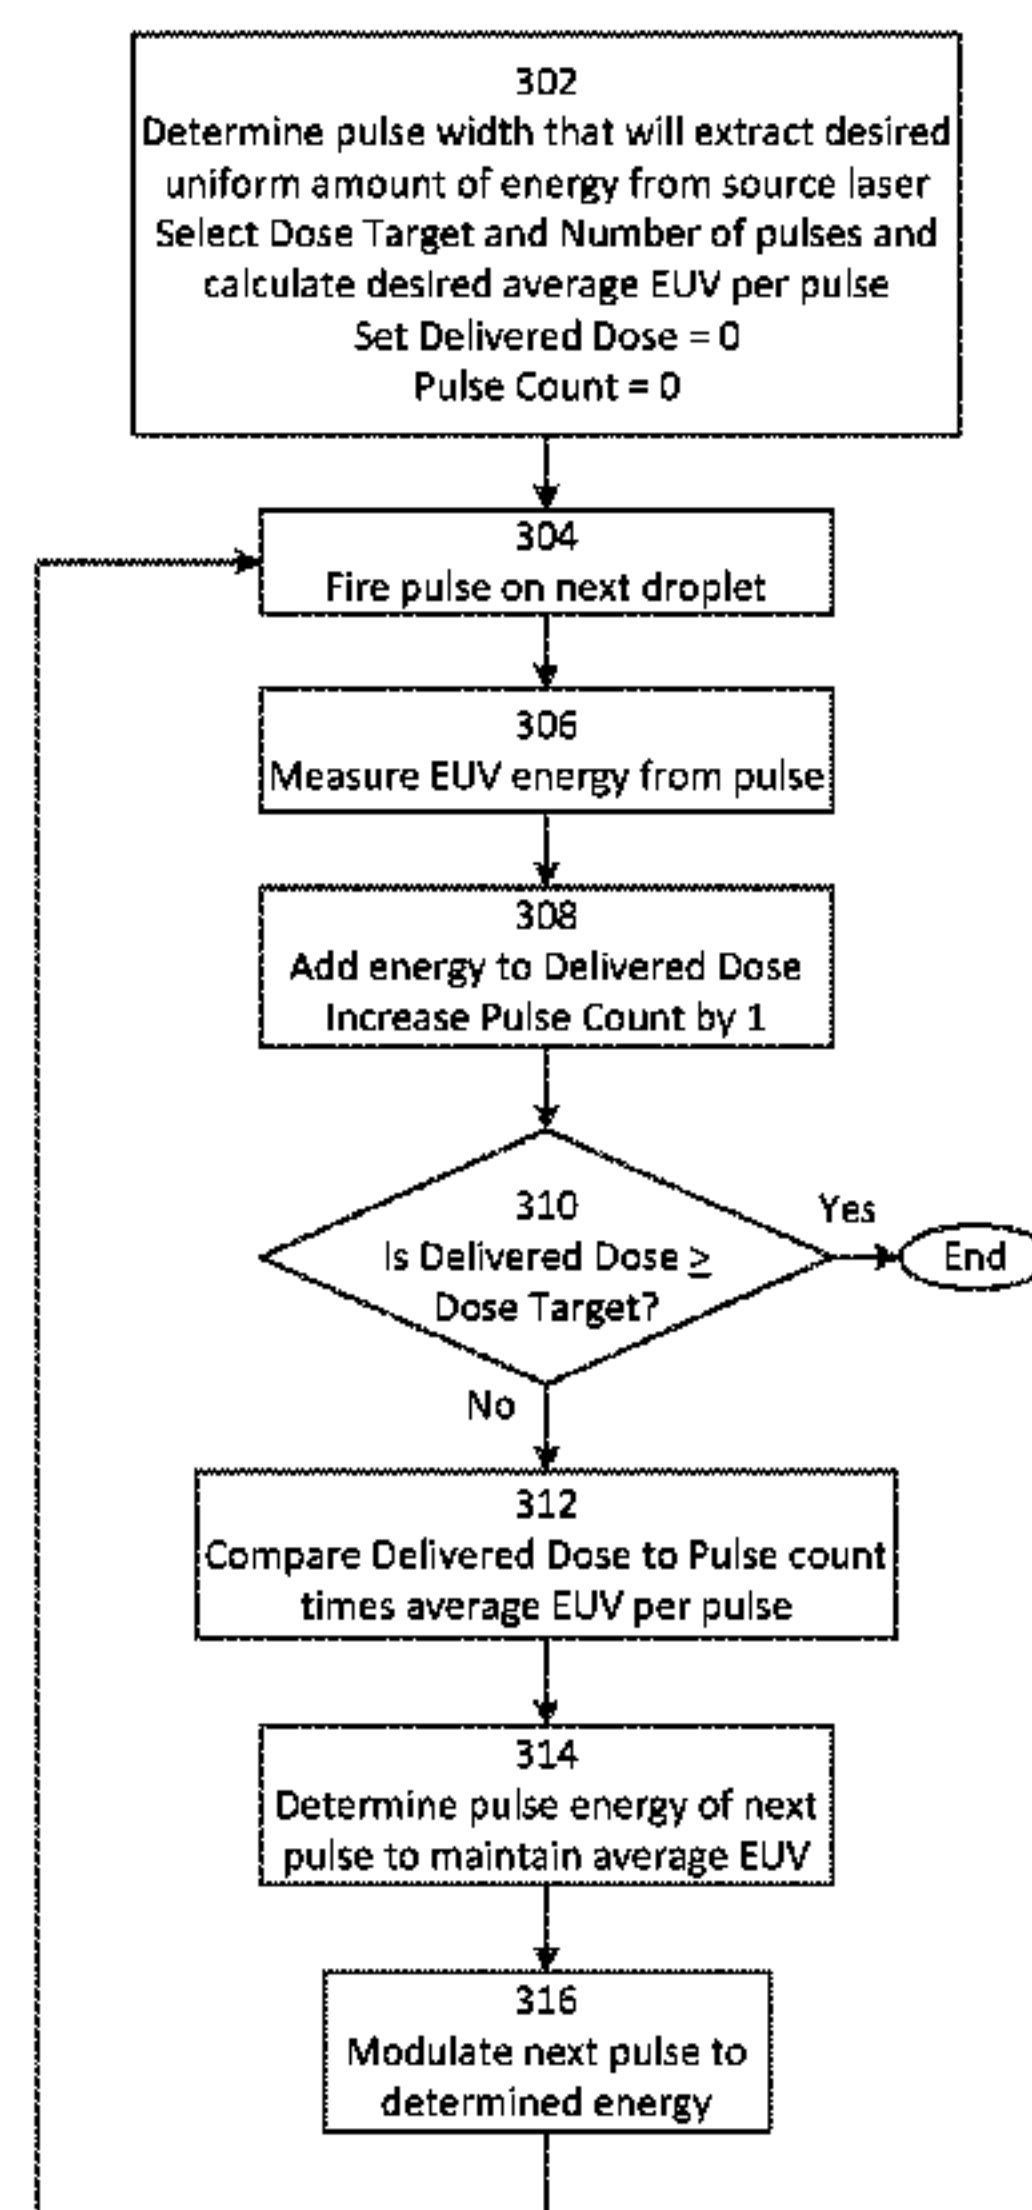 302
Determine pulse width that will extract desired
uniform amount of energy from source laser
Select Dose Target and Number of pulses and
calculate desired average EUV per pulse
Set Delivered Dose = 0
Pulse Count = 0
304
Fire pulse on next droplet
306
Measure EUV energy from pulse
308
Add energy to Delivered Dose
Increase Pulse Count by 1
310
Is Delivered Dose ≥
Dose Target?
Yes
End
No
312
Compare Delivered Dose to Pulse count
times average EUV per pulse
314
Determine pulse energy of next
pulse to maintain average EUV
316
Modulate next pulse to
determined energy